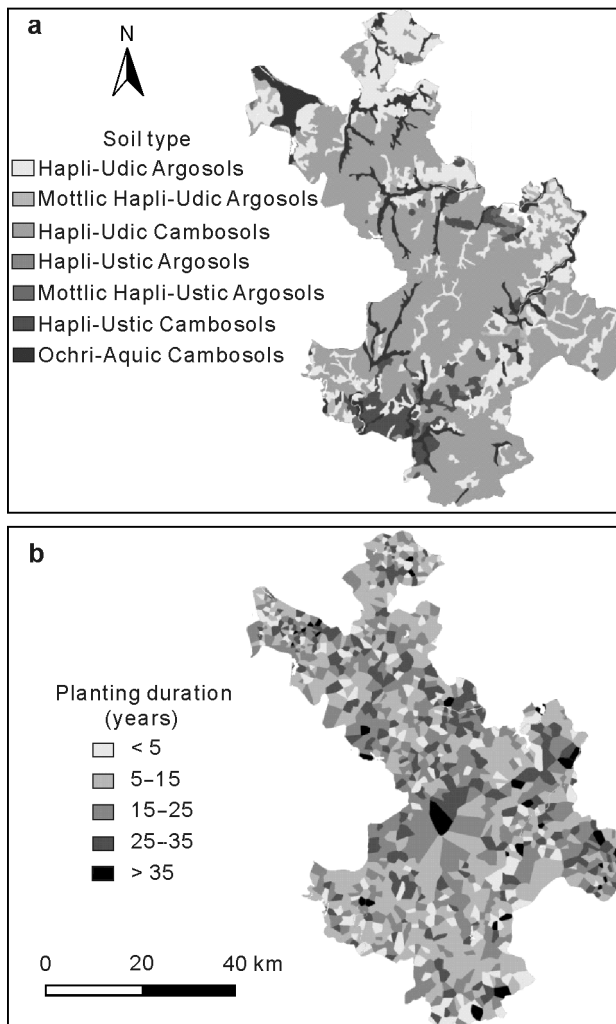 a
N
Soil type
Hapli-Udic Argosols
Mottlic Hapli-Udic Argosols
Hapli-Udic Cambosols
Hapli-Ustic Argosols
Mottlic Hapli-Ustic Argosols
Hapli-Ustic Cambosols
Ochri-Aquic Cambosols
b
Planting duration
(years)
< 5
5–15
15–25
25–35
> 35
0 20 40 km